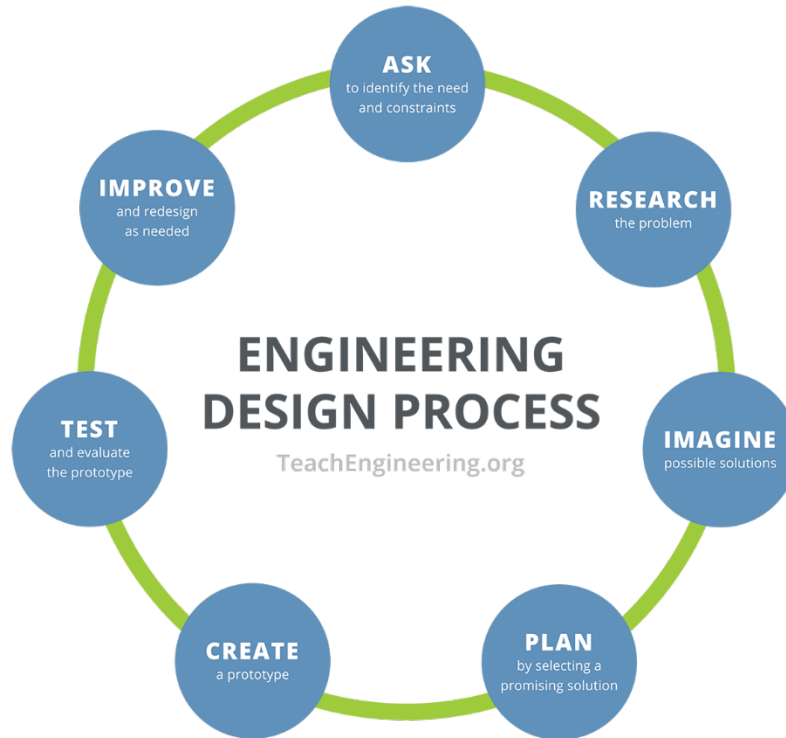 ASK
to identify the need
and constraints
RESEARCH
the problem
IMAGINE
possible solutions
PLAN
by selecting a
promising solution
CREATE
a prototype
TEST
and evaluate
the prototype
IMPROVE
and redesign
as needed
ENGINEERING
DESIGN PROCESS
TeachEngineering.org